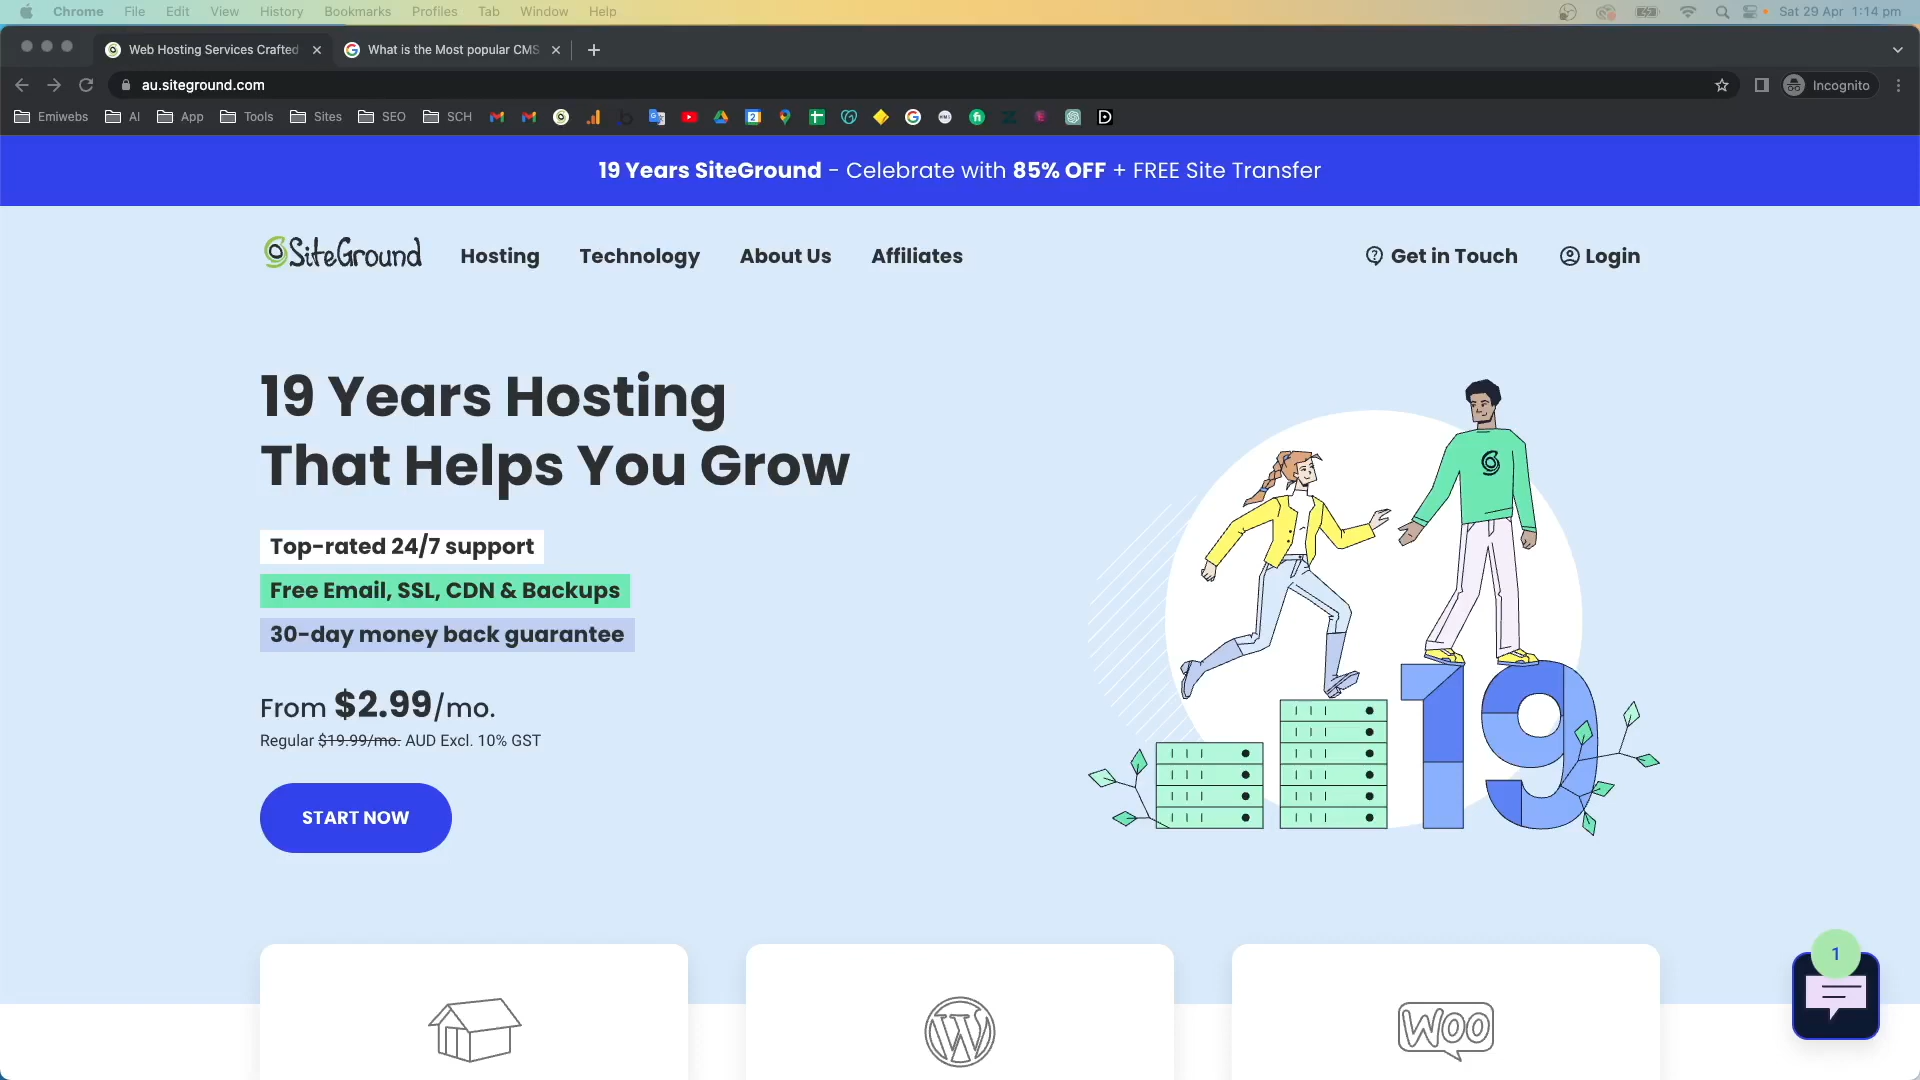 Chrome File Edit View History Bookmarks Profiles Tab Window Help Sat 29 Apr 1:14 pm
Web Hosting Services Crafted What is the Most popular CMS
au.siteground.com Incognito
Emiwebs AI App Tools Sites SEO SCH
19 Years SiteGround - Celebrate with 85% OFF + FREE Site Transfer
SiteGround Hosting Technology About Us Affiliates Get in Touch Login
19 Years Hosting
That Helps You Grow
Top-rated 24/7 support
Free Email, SSL, CDN & Backups
30-day money back guarantee
From $2.99/mo.
Regular $19.99/mo. AUD Excl. 10% GST
START NOW
19
1
WOO